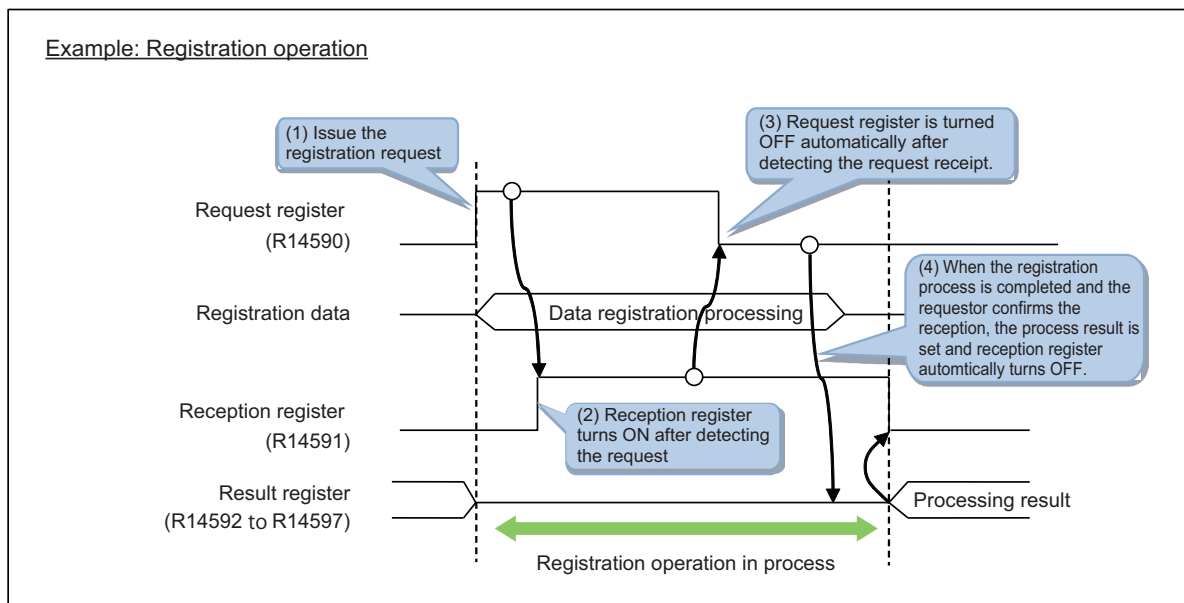 Example: Registration operation
(1) Issue the
registration request
(3) Request register is turned
OFF automatically after
detecting the request receipt.
Request register
(R14590)
(4) When the registration
process is completed and the
requestor confirms the
reception, the process result is
set and reception register
automtically turns OFF.
Registration data
Data registration processing
Reception register
(R14591)
(2) Reception register
turns ON after detecting
the request
Result register
(R14592 to R14597)
Processing result
Registration operation in process